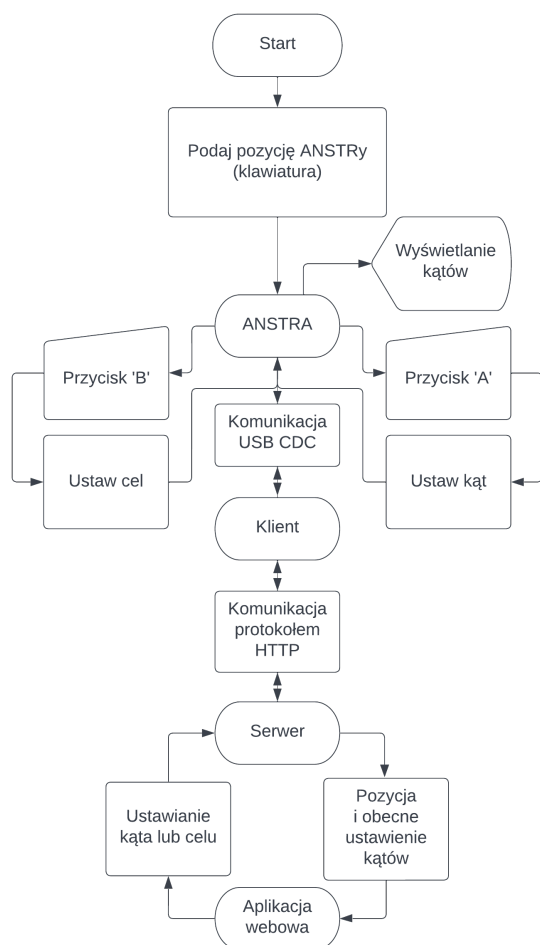 Start
Podaj pozycję ANSTRy
(klawiatura)
Wyświetlanie
kątów
ANSTRA
Przycisk 'B'
Przycisk 'A'
Komunikacja
USB CDC
Ustaw cel
Ustaw kąt
Klient
Komunikacja
protokołem
HTTP
Serwer
Ustawianie
kąta lub celu
Pozycja
i obecne
ustawienie
kątów
Aplikacja
webowa